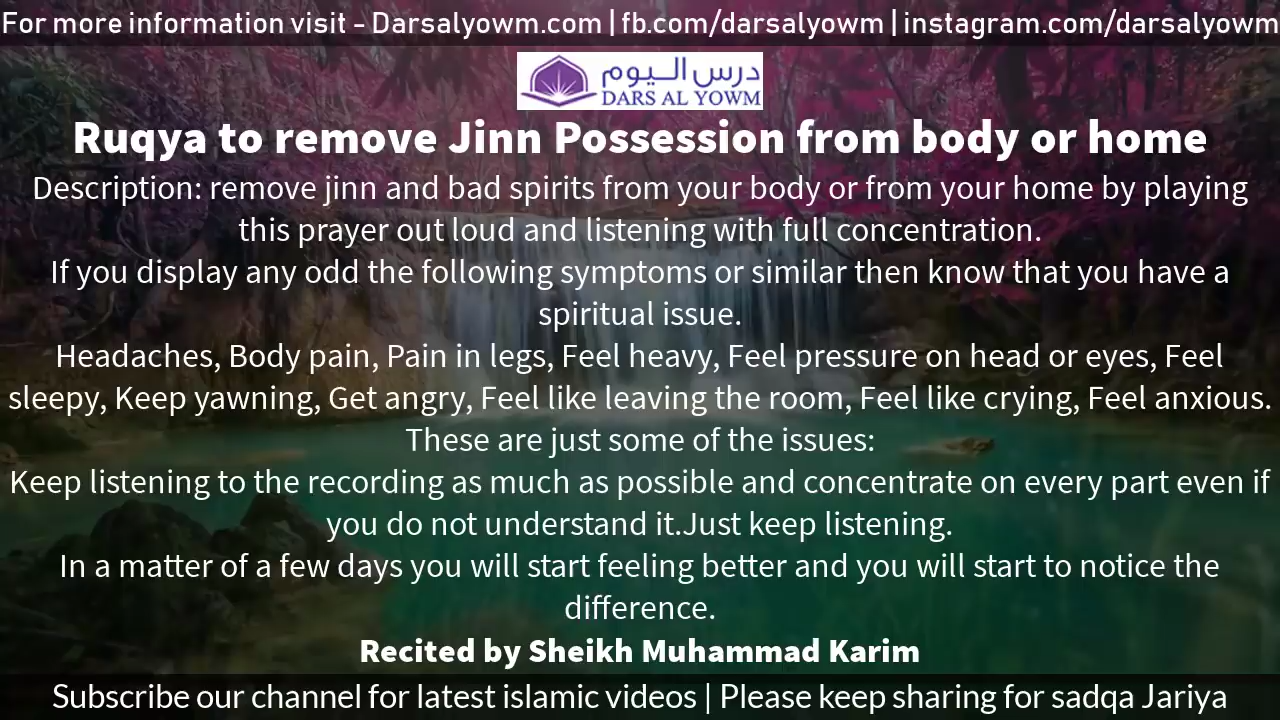 For more information visit - Darsalyowm.com | fb.com/darsalyowm | instagram.com/darsalyowm
درس اليوم
DARS AL YOWM
Ruqya to remove Jinn Possession from body or home
Description: remove jinn and bad spirits from your body or from your home by playing
this prayer out loud and listening with full concentration.
If you display any odd the following symptoms or similar then know that you have a
spiritual issue.
Headaches, Body pain, Pain in legs, Feel heavy, Feel pressure on head or eyes, Feel
sleepy, Keep yawning, Get angry, Feel like leaving the room, Feel like crying, Feel anxious.
These are just some of the issues:
Keep listening to the recording as much as possible and concentrate on every part even if
you do not understand it.Just keep listening.
In a matter of a few days you will start feeling better and you will start to notice the
difference.
Recited by Sheikh Muhammad Karim
Subscribe our channel for latest islamic videos | Please keep sharing for sadqa Jariya